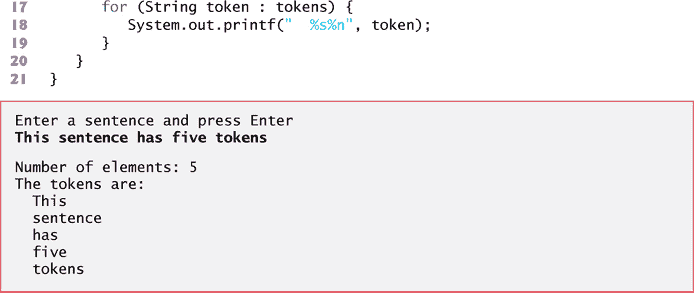 17 for (String token : tokens) {
18 System.out.printf("  %s%n", token);
19 }
20 }
21 }
Enter a sentence and press Enter
This sentence has five tokens
Number of elements: 5
The tokens are:
This
sentence
has
five
tokens